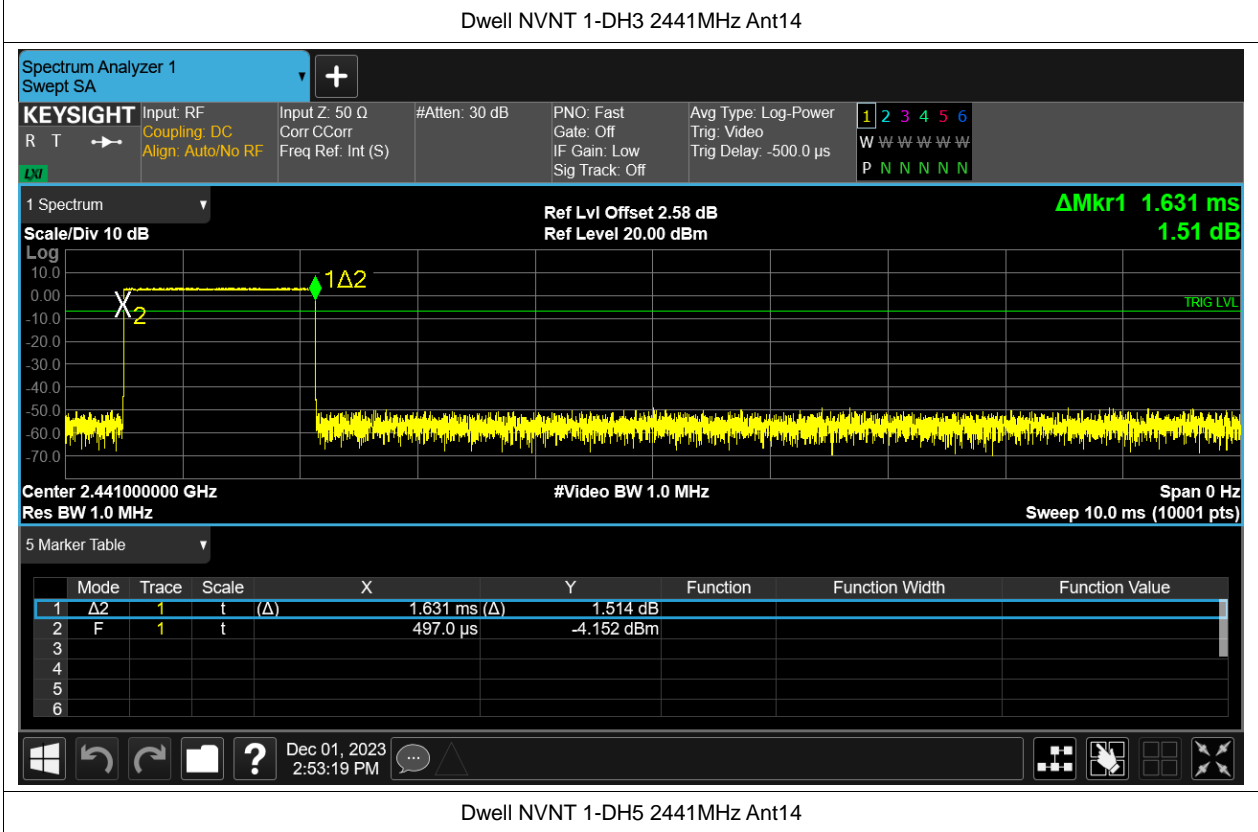 Dwell NVNT 1-DH3 2441MHz Ant14
Spectrum Analyzer 1
Swept SA
KEYSIGHT
R T
LXI
Input: RF
Coupling: DC
Align: Auto/No RF
Input Z: 50 Ω
Corr CCorr
Freq Ref: Int (S)
#Atten: 30 dB
PNO: Fast
Gate: Off
IF Gain: Low
Sig Track: Off
Avg Type: Log-Power
Trig: Video
Trig Delay: -500.0 µs
1 2 3 4 5 6
W W W W W W
P N N N N N
1 Spectrum
Scale/Div 10 dB
Ref Lvl Offset 2.58 dB
Ref Level 20.00 dBm
ΔMkr1 1.631 ms
1.51 dB
Log
10.0
0.00
-10.0
-20.0
-30.0
-40.0
-50.0
-60.0
-70.0
1Δ2
X2
TRIG LVL
Center 2.441000000 GHz
#Video BW 1.0 MHz
Span 0 Hz
Res BW 1.0 MHz
Sweep 10.0 ms (10001 pts)
5 Marker Table
Mode Trace Scale X Y Function Function Width Function Value
1 Δ2 1 t (Δ) 1.631 ms (Δ) 1.514 dB
2 F 1 t 497.0 µs -4.152 dBm
3
4
5
6
?
Dec 01, 2023
2:53:19 PM
Dwell NVNT 1-DH5 2441MHz Ant14